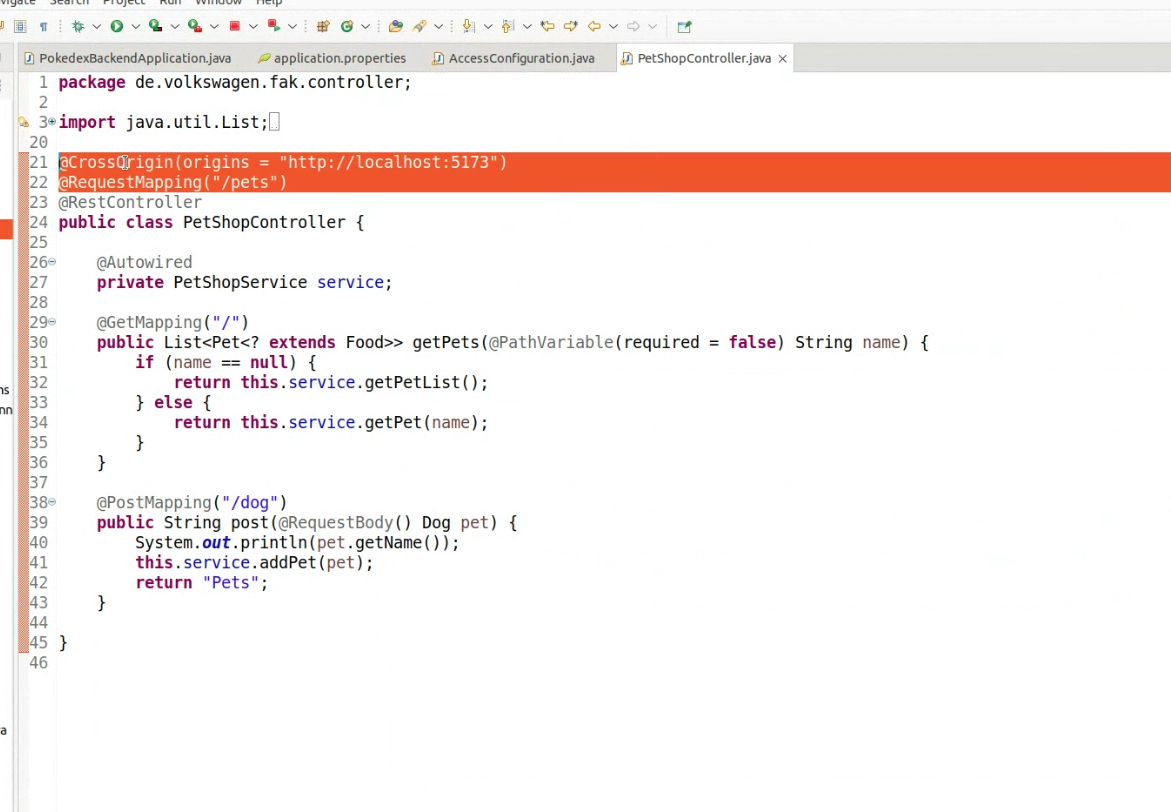 Search Project Run Window Help
PokedexBackendApplication.java application.properties AccessConfiguration.java PetShopController.java
1 package de.volkswagen.fak.controller;
2
3 import java.util.List;
20
21 @CrossOrigin(origins = "http://localhost:5173")
22 @RequestMapping("/pets")
23 @RestController
24 public class PetShopController {
25
26 @Autowired
27 private PetShopService service;
28
29 @GetMapping("/")
30 public List<Pet<? extends Food>> getPets(@PathVariable(required = false) String name) {
31 if (name == null) {
32 return this.service.getPetList();
33 } else {
34 return this.service.getPet(name);
35 }
36 }
37
38 @PostMapping("/dog")
39 public String post(@RequestBody() Dog pet) {
40 System.out.println(pet.getName());
41 this.service.addPet(pet);
42 return "Pets";
43 }
44
45 }
46